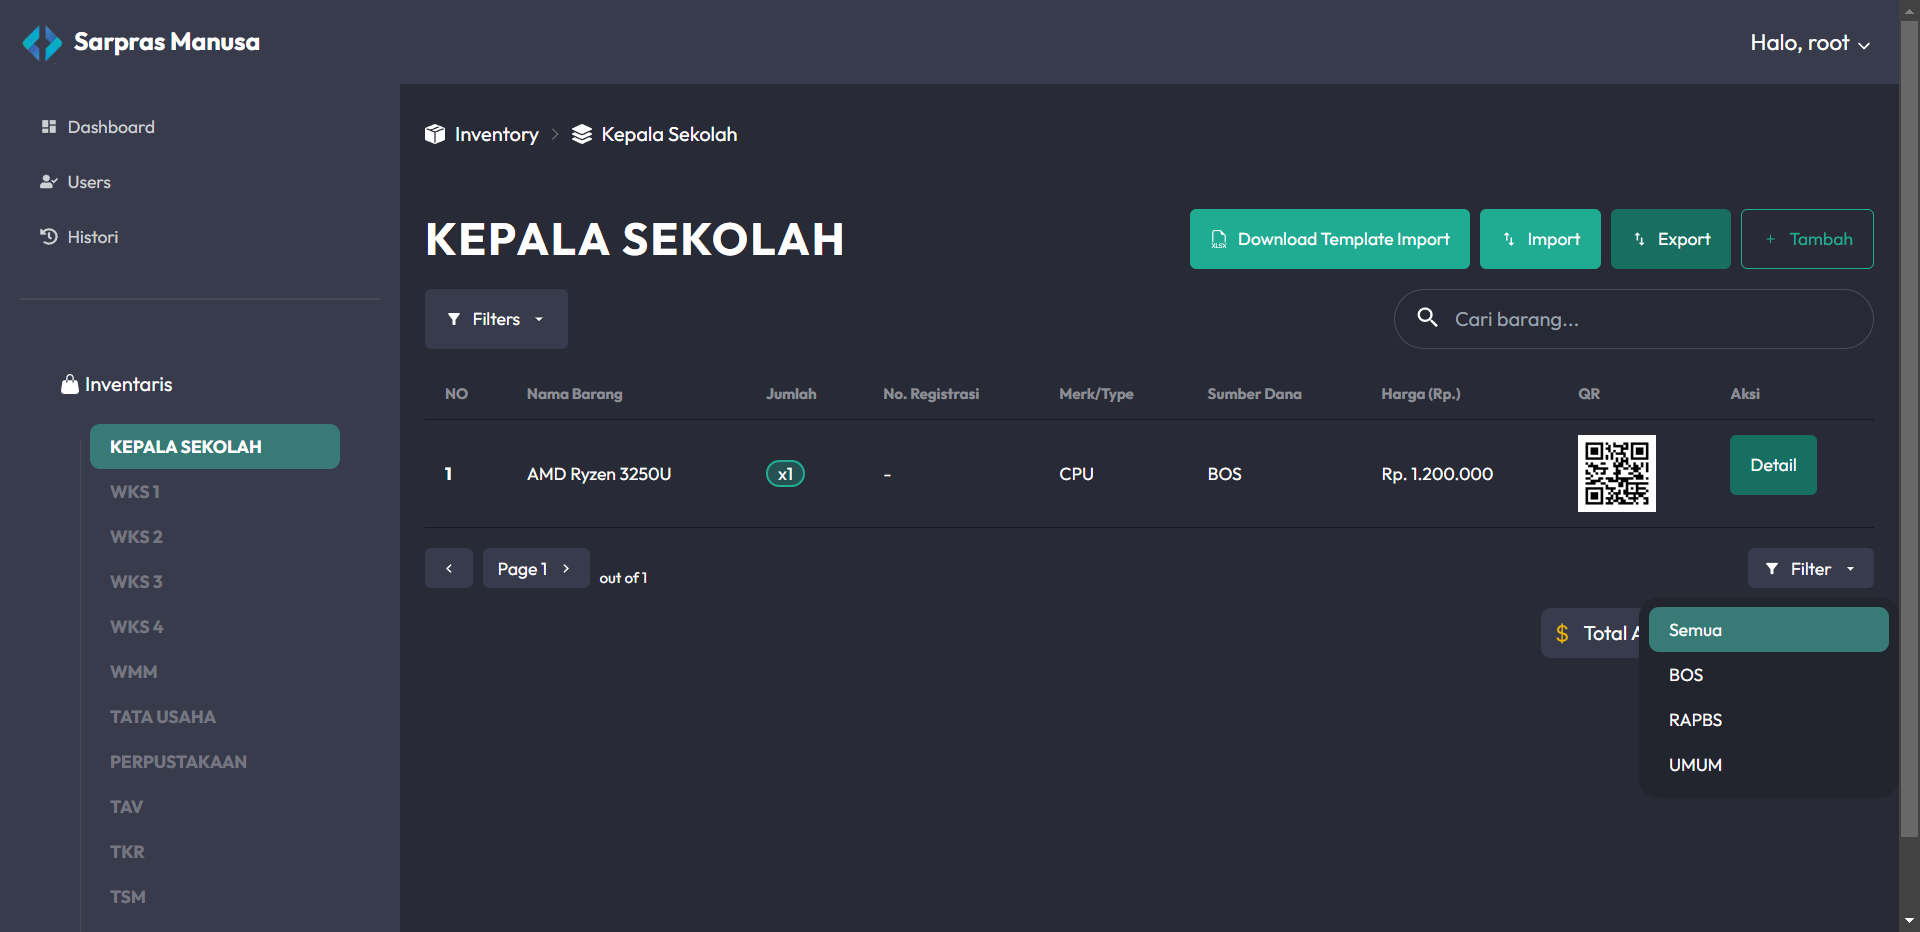 Sarpras Manusa
Halo, root
Dashboard
Users
Histori
Inventaris
KEPALA SEKOLAH
WKS 1
WKS 2
WKS 3
WKS 4
WMM
TATA USAHA
PERPUSTAKAAN
TAV
TKR
TSM
Inventory > Kepala Sekolah
KEPALA SEKOLAH
XLSX Download Template Import
Import
Export
+ Tambah
Filters
Cari barang...
NO Nama Barang Jumlah No. Registrasi Merk/Type Sumber Dana Harga (Rp.) QR Aksi
1 AMD Ryzen 3250U x1 - CPU BOS Rp. 1.200.000 Detail
< Page 1 > out of 1
Filter
$ Total
Semua
BOS
RAPBS
UMUM